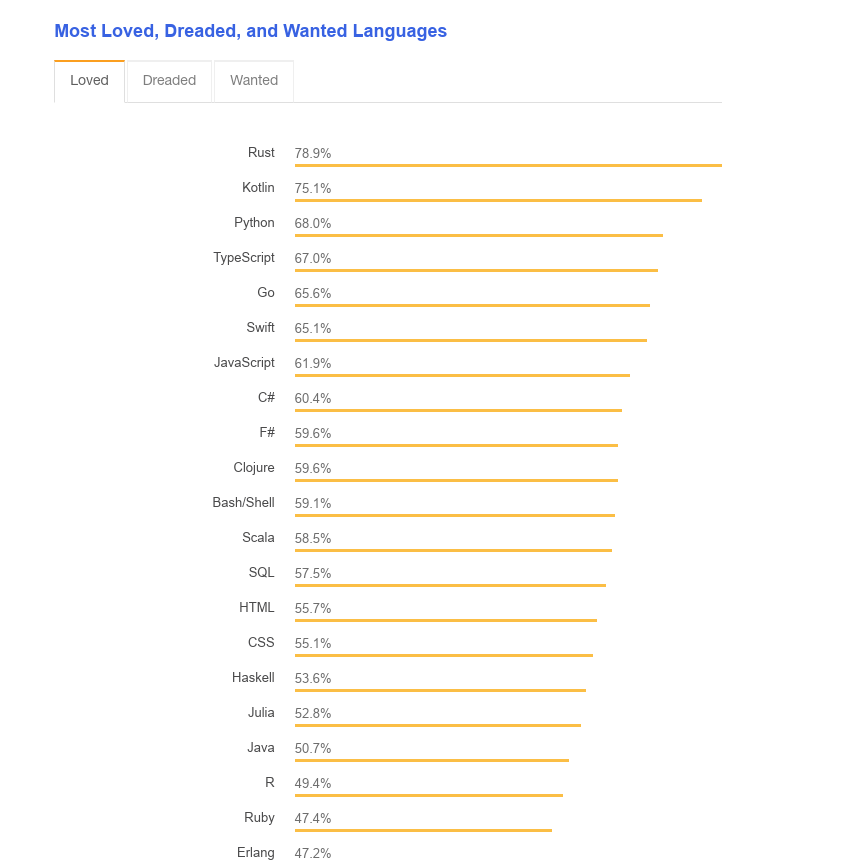 Most Loved, Dreaded, and Wanted Languages
Loved Dreaded Wanted
Rust 78.9%
Kotlin 75.1%
Python 68.0%
TypeScript 67.0%
Go 65.6%
Swift 65.1%
JavaScript 61.9%
C# 60.4%
F# 59.6%
Clojure 59.6%
Bash/Shell 59.1%
Scala 58.5%
SQL 57.5%
HTML 55.7%
CSS 55.1%
Haskell 53.6%
Julia 52.8%
Java 50.7%
R 49.4%
Ruby 47.4%
Erlang 47.2%